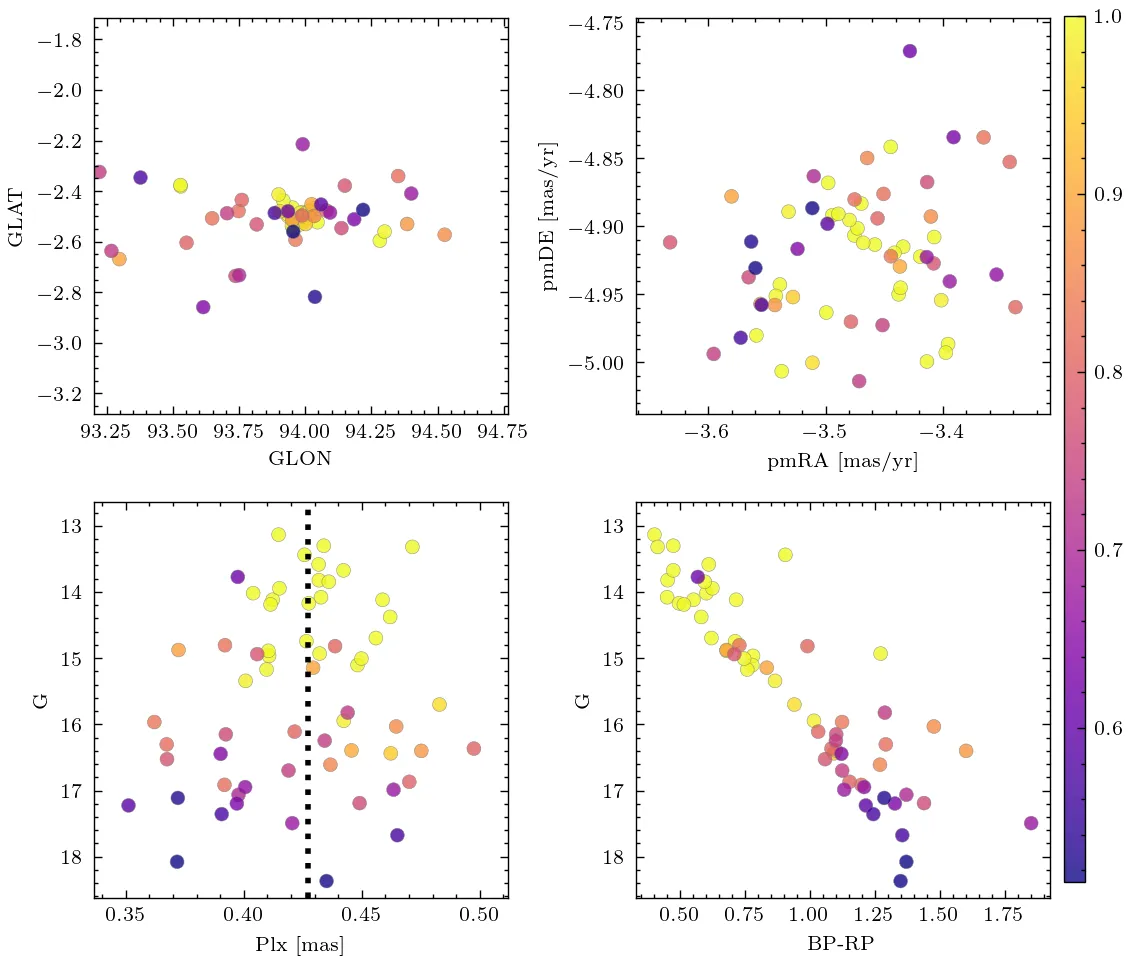 −1.8
−2.0
−2.2
−2.4
−2.6
−2.8
−3.0
−3.2
GLAT
93.25 93.50 93.75 94.00 94.25 94.50 94.75
GLON
−4.75
−4.80
−4.85
−4.90
−4.95
−5.00
pmDE [mas/yr]
−3.6 −3.5 −3.4
pmRA [mas/yr]
1.0
0.9
0.8
0.7
0.6
13
14
15
16
17
18
G
0.35 0.40 0.45 0.50
Plx [mas]
13
14
15
16
17
18
G
0.50 0.75 1.00 1.25 1.50 1.75
BP-RP